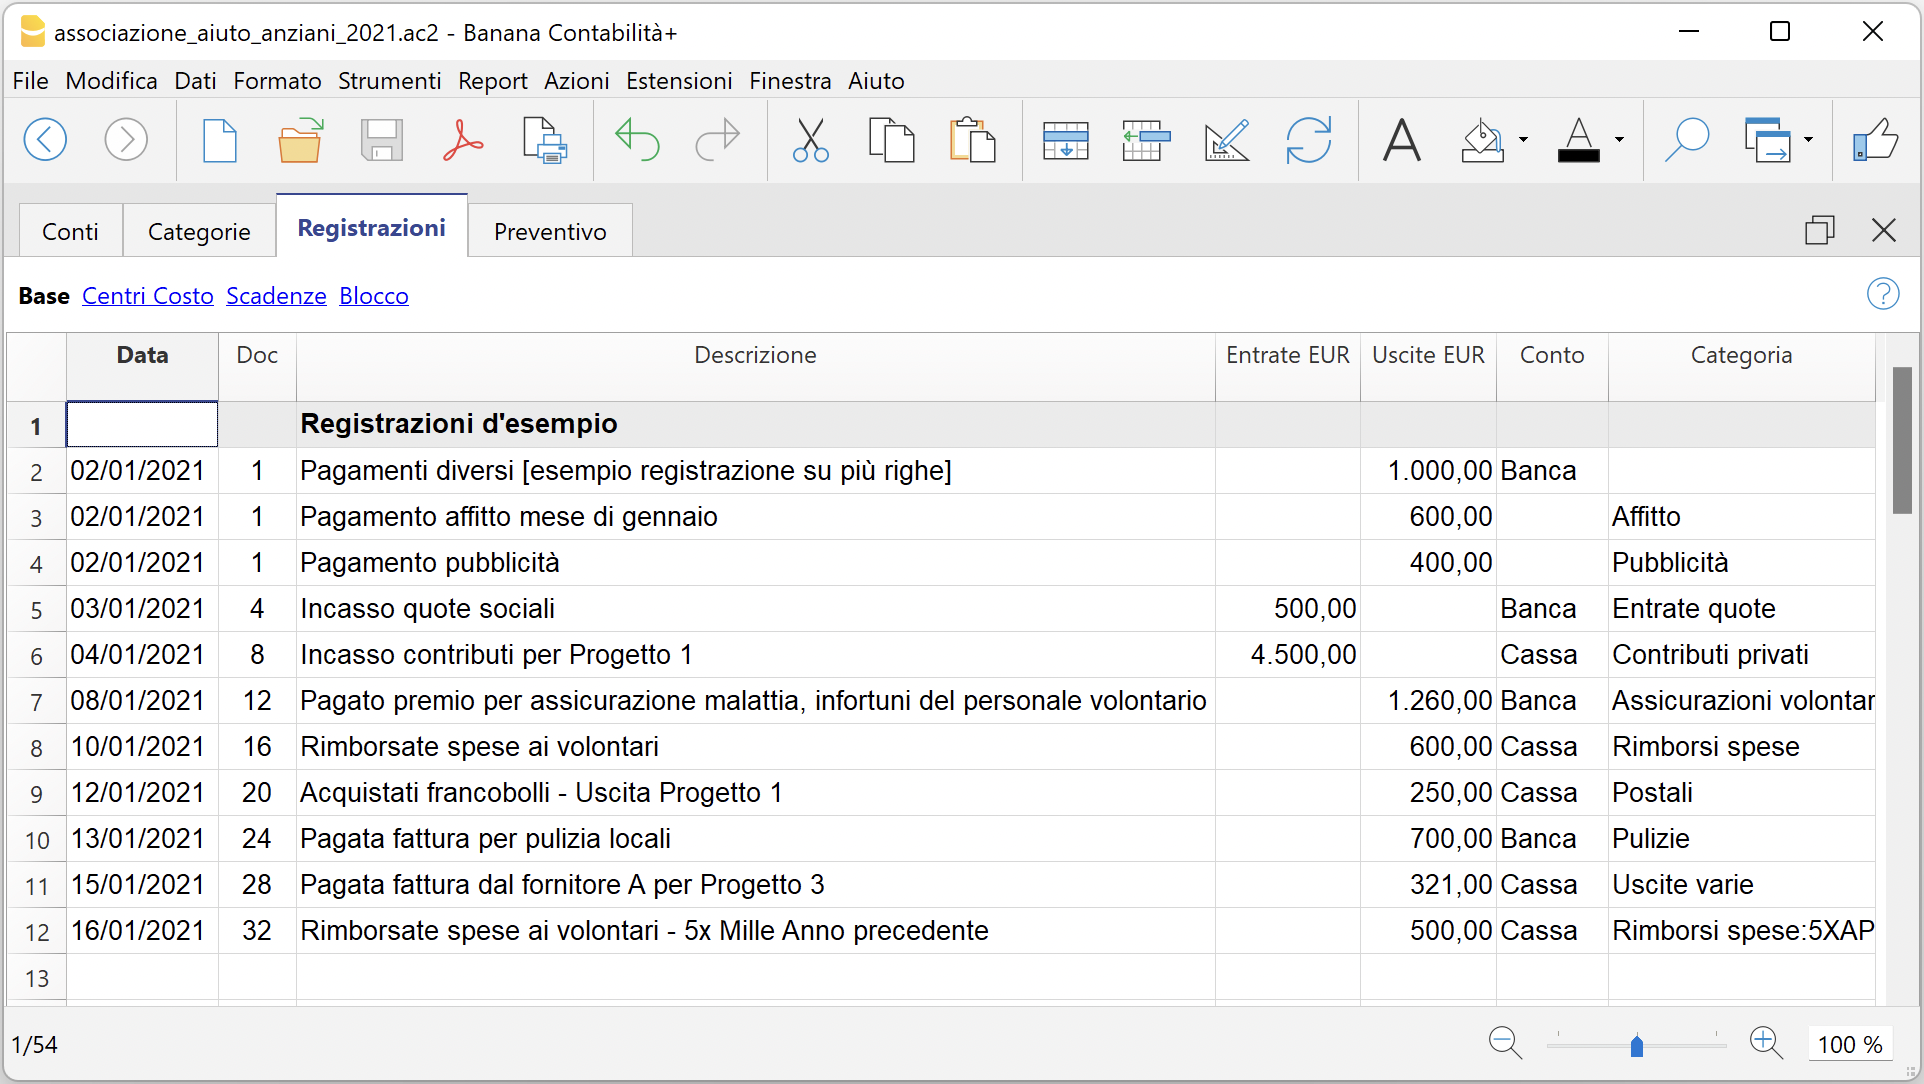 associazione_aiuto_anziani_2021.ac2 - Banana Contabilità+
File Modifica Dati Formato Strumenti Report Azioni Estensioni Finestra Aiuto
Conti Categorie Registrazioni Preventivo
Base Centri Costo Scadenze Blocco
Data Doc Descrizione Entrate EUR Uscite EUR Conto Categoria
1 Registrazioni d'esempio
2 02/01/2021 1 Pagamenti diversi [esempio registrazione su più righe] 1.000,00 Banca
3 02/01/2021 1 Pagamento affitto mese di gennaio 600,00 Affitto
4 02/01/2021 1 Pagamento pubblicità 400,00 Pubblicità
5 03/01/2021 4 Incasso quote sociali 500,00 Banca Entrate quote
6 04/01/2021 8 Incasso contributi per Progetto 1 4.500,00 Cassa Contributi privati
7 08/01/2021 12 Pagato premio per assicurazione malattia, infortuni del personale volontario 1.260,00 Banca Assicurazioni volontar
8 10/01/2021 16 Rimborsate spese ai volontari 600,00 Cassa Rimborsi spese
9 12/01/2021 20 Acquistati francobolli - Uscita Progetto 1 250,00 Cassa Postali
10 13/01/2021 24 Pagata fattura per pulizia locali 700,00 Banca Pulizie
11 15/01/2021 28 Pagata fattura dal fornitore A per Progetto 3 321,00 Cassa Uscite varie
12 16/01/2021 32 Rimborsate spese ai volontari - 5x Mille Anno precedente 500,00 Cassa Rimborsi spese:5XAP
13
1/54 100 %